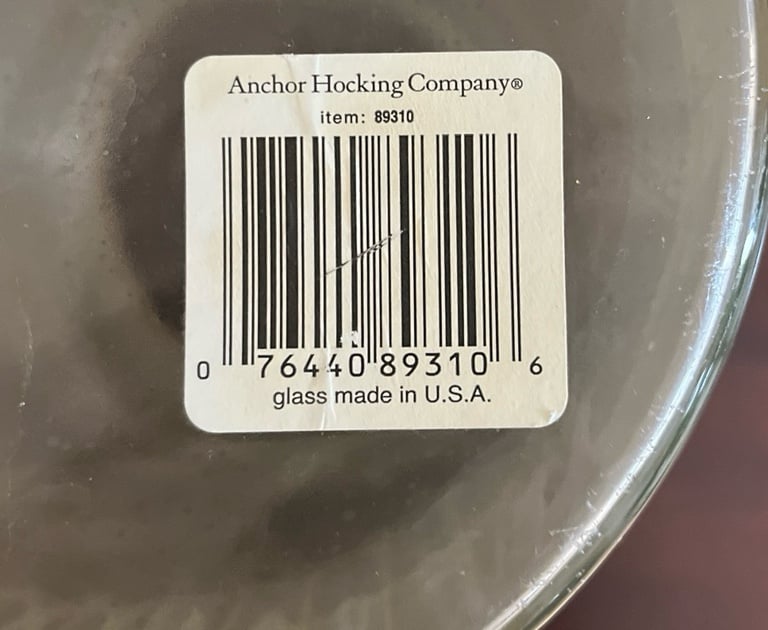 Anchor Hocking Company®
item: 89310
0 76440 89310 6
glass made in U.S.A.